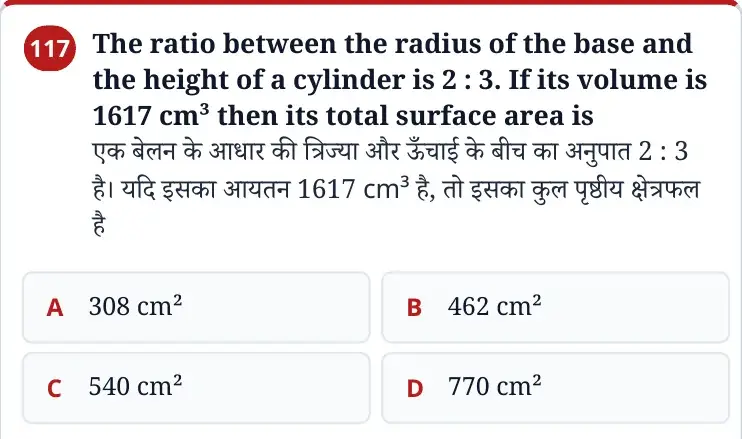 117 The ratio between the radius of the base and
the height of a cylinder is 2 : 3. If its volume is
1617 cm³ then its total surface area is
एक बेलन के आधार की त्रिज्या और ऊँचाई के बीच का अनुपात 2 : 3
है। यदि इसका आयतन 1617 cm³ है, तो इसका कुल पृष्ठीय क्षेत्रफल
है
A 308 cm² B 462 cm²
C 540 cm² D 770 cm²